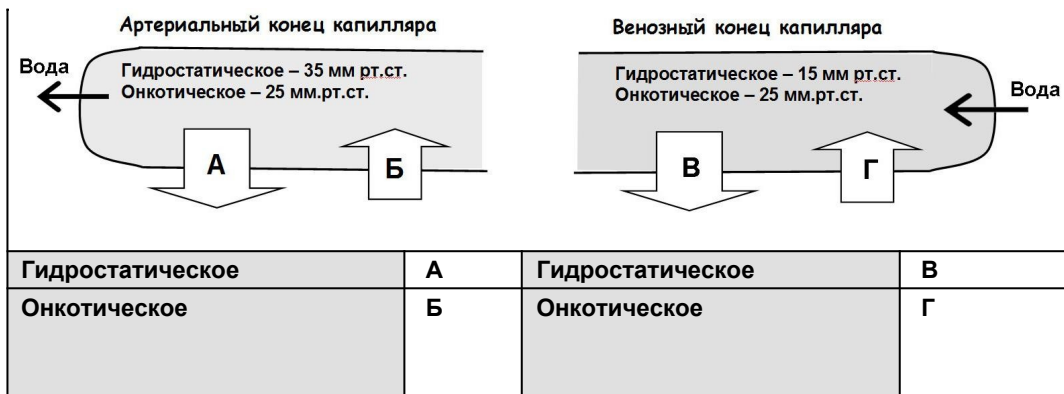 Артериальный конец капилляра
Венозный конец капилляра
Вода
Гидростатическое – 35 мм рт.ст.
Онкотическое – 25 мм.рт.ст.
Гидростатическое – 15 мм рт.ст.
Онкотическое – 25 мм.рт.ст.
Вода
А
Б
В
Г
Гидростатическое А Гидростатическое В
Онкотическое Б Онкотическое Г